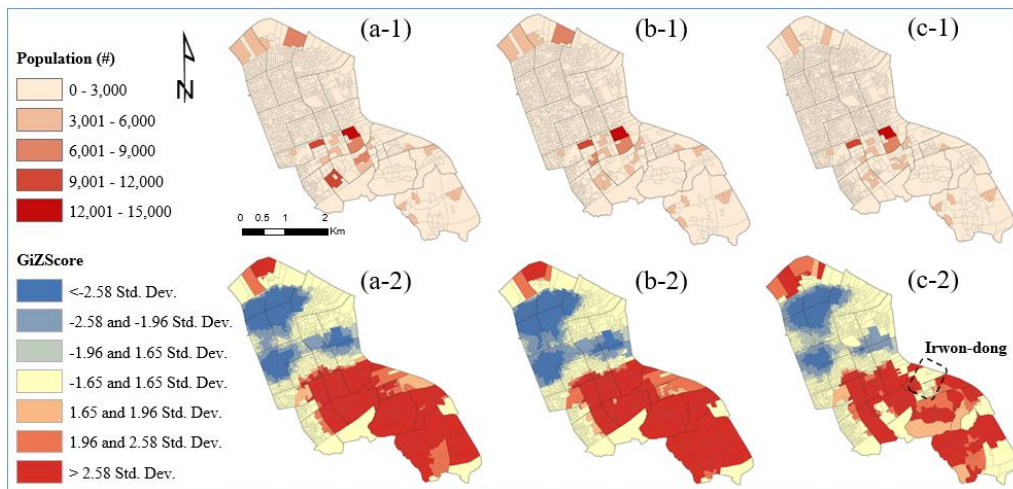 (a-1)
(b-1)
(c-1)
Population (#)
0 - 3,000
3,001 - 6,000
6,001 - 9,000
9,001 - 12,000
12,001 - 15,000
N
0 0.5 1 2
Km
GiZScore
<-2.58 Std. Dev.
-2.58 and -1.96 Std. Dev.
-1.96 and 1.65 Std. Dev.
-1.65 and 1.65 Std. Dev.
1.65 and 1.96 Std. Dev.
1.96 and 2.58 Std. Dev.
> 2.58 Std. Dev.
(a-2)
(b-2)
(c-2)
Irwon-dong